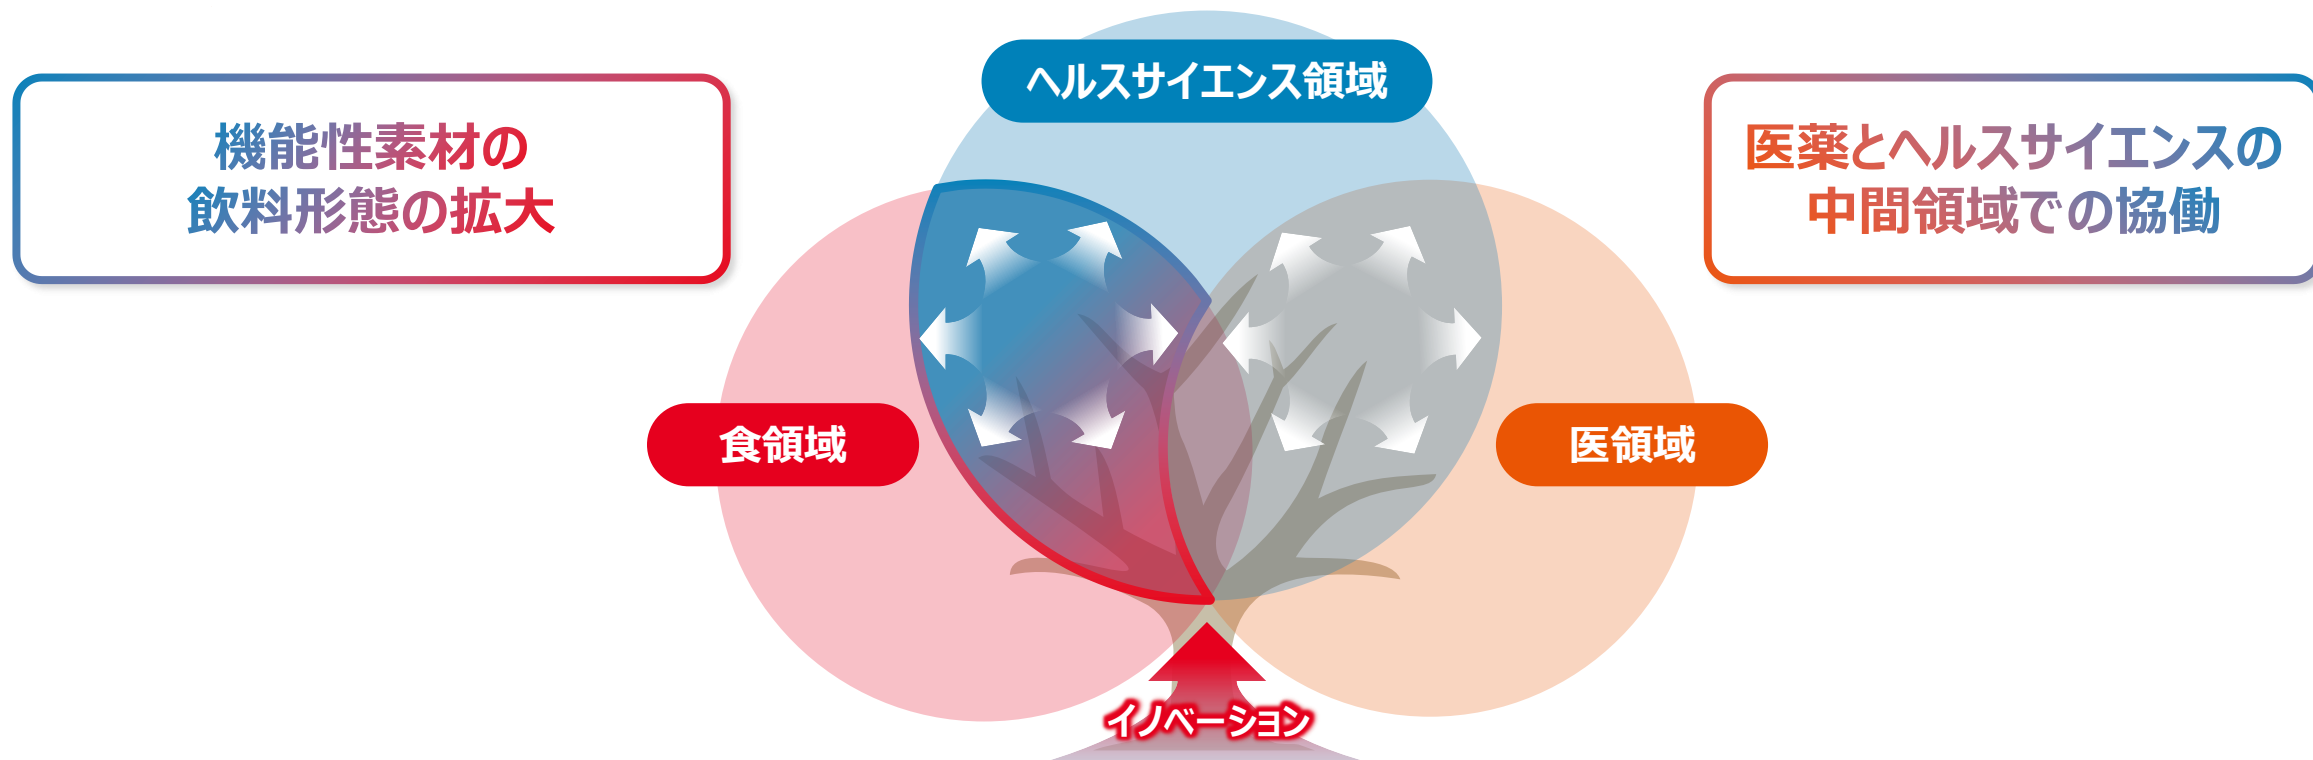 ヘルスサイエンス領域
機能性素材の
飲料形態の拡大
医薬とヘルスサイエンスの
中間領域での協働
食領域
医領域
イノベーション